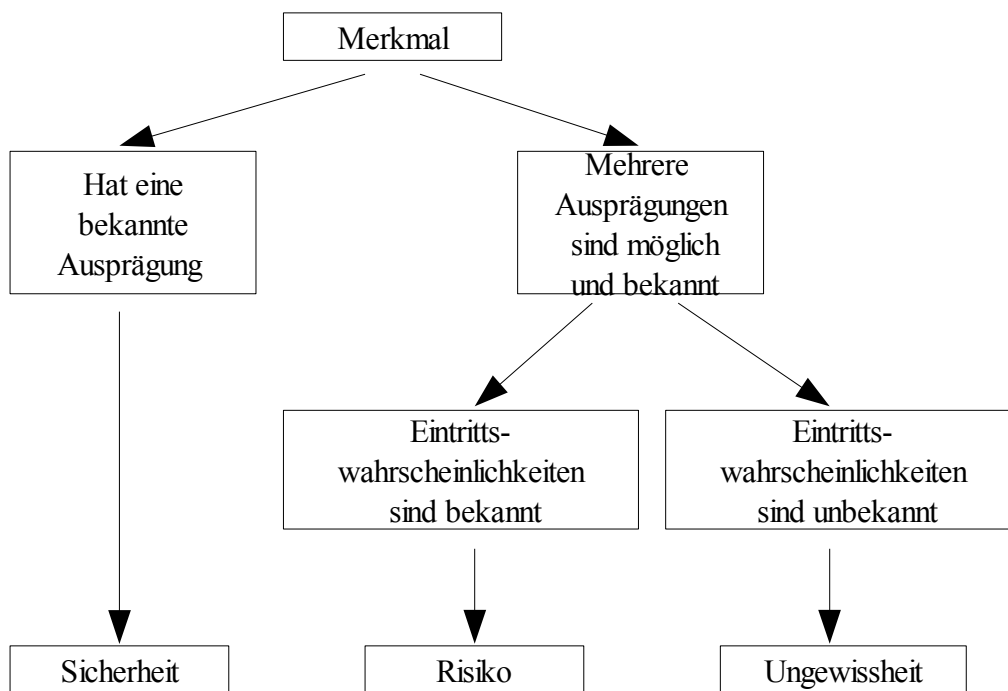 Merkmal
Hat eine
bekannte
Ausprägung
Mehrere
Ausprägungen
sind möglich
und bekannt
Eintritts-
wahrscheinlichkeiten
sind bekannt
Eintritts-
wahrscheinlichkeiten
sind unbekannt
Sicherheit
Risiko
Ungewissheit